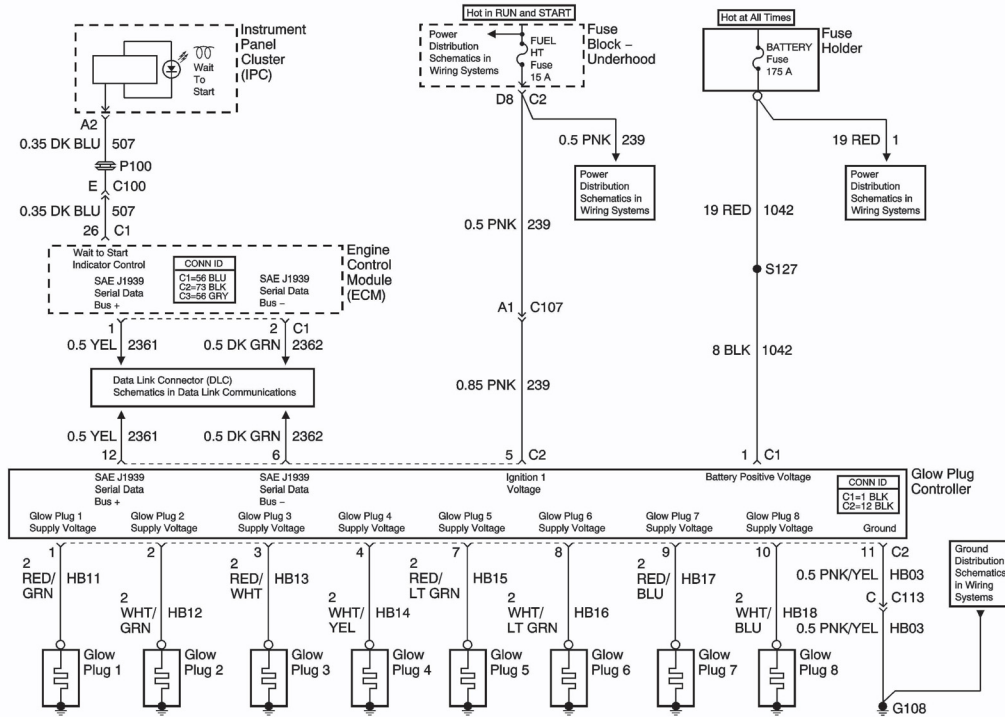 Instrument
Panel
Cluster
(IPC)
Wait
To
Start
A2
0.35 DK BLU 507
P100
E C100
0.35 DK BLU 507
26 C1
Wait to Start
Indicator Control
SAE J1939
Serial Data
Bus +
CONN ID
C1=56 BLU
C2=73 BLK
C3=56 GRY
SAE J1939
Serial Data
Bus –
Engine
Control
Module
(ECM)
1
2 C1
0.5 YEL 2361
0.5 DK GRN 2362
Data Link Connector (DLC)
Schematics in Data Link Communications
0.5 YEL 2361
0.5 DK GRN 2362
12
6
Hot in RUN and START
Power
Distribution
Schematics in
Wiring Systems
FUEL
HT
Fuse
15 A
Fuse
Block –
Underhood
D8 C2
0.5 PNK 239
Power
Distribution
Schematics in
Wiring Systems
0.5 PNK 239
A1 C107
0.85 PNK 239
5 C2
Hot at All Times
BATTERY
Fuse
175 A
Fuse
Holder
19 RED 1
Power
Distribution
Schematics in
Wiring Systems
19 RED 1042
S127
8 BLK 1042
1 C1
SAE J1939
Serial Data
Bus +
SAE J1939
Serial Data
Bus –
Ignition 1
Voltage
Battery Positive Voltage
CONN ID
C1=1 BLK
C2=12 BLK
Glow Plug
Controller
Glow Plug 1
Supply Voltage
Glow Plug 2
Supply Voltage
Glow Plug 3
Supply Voltage
Glow Plug 4
Supply Voltage
Glow Plug 5
Supply Voltage
Glow Plug 6
Supply Voltage
Glow Plug 7
Supply Voltage
Glow Plug 8
Supply Voltage
Ground
1
2
3
4
7
8
9
10
11 C2
2
RED/
GRN
HB11
2
WHT/
GRN
HB12
2
RED/
WHT
HB13
2
WHT/
YEL
HB14
2
RED/
LT GRN
HB15
2
WHT/
LT GRN
HB16
2
RED/
BLU
HB17
2
WHT/
BLU
HB18
0.5 PNK/YEL HB03
C C113
0.5 PNK/YEL HB03
Ground
Distribution
Schematics
in Wiring
Systems
Glow
Plug 1
Glow
Plug 2
Glow
Plug 3
Glow
Plug 4
Glow
Plug 5
Glow
Plug 6
Glow
Plug 7
Glow
Plug 8
G108